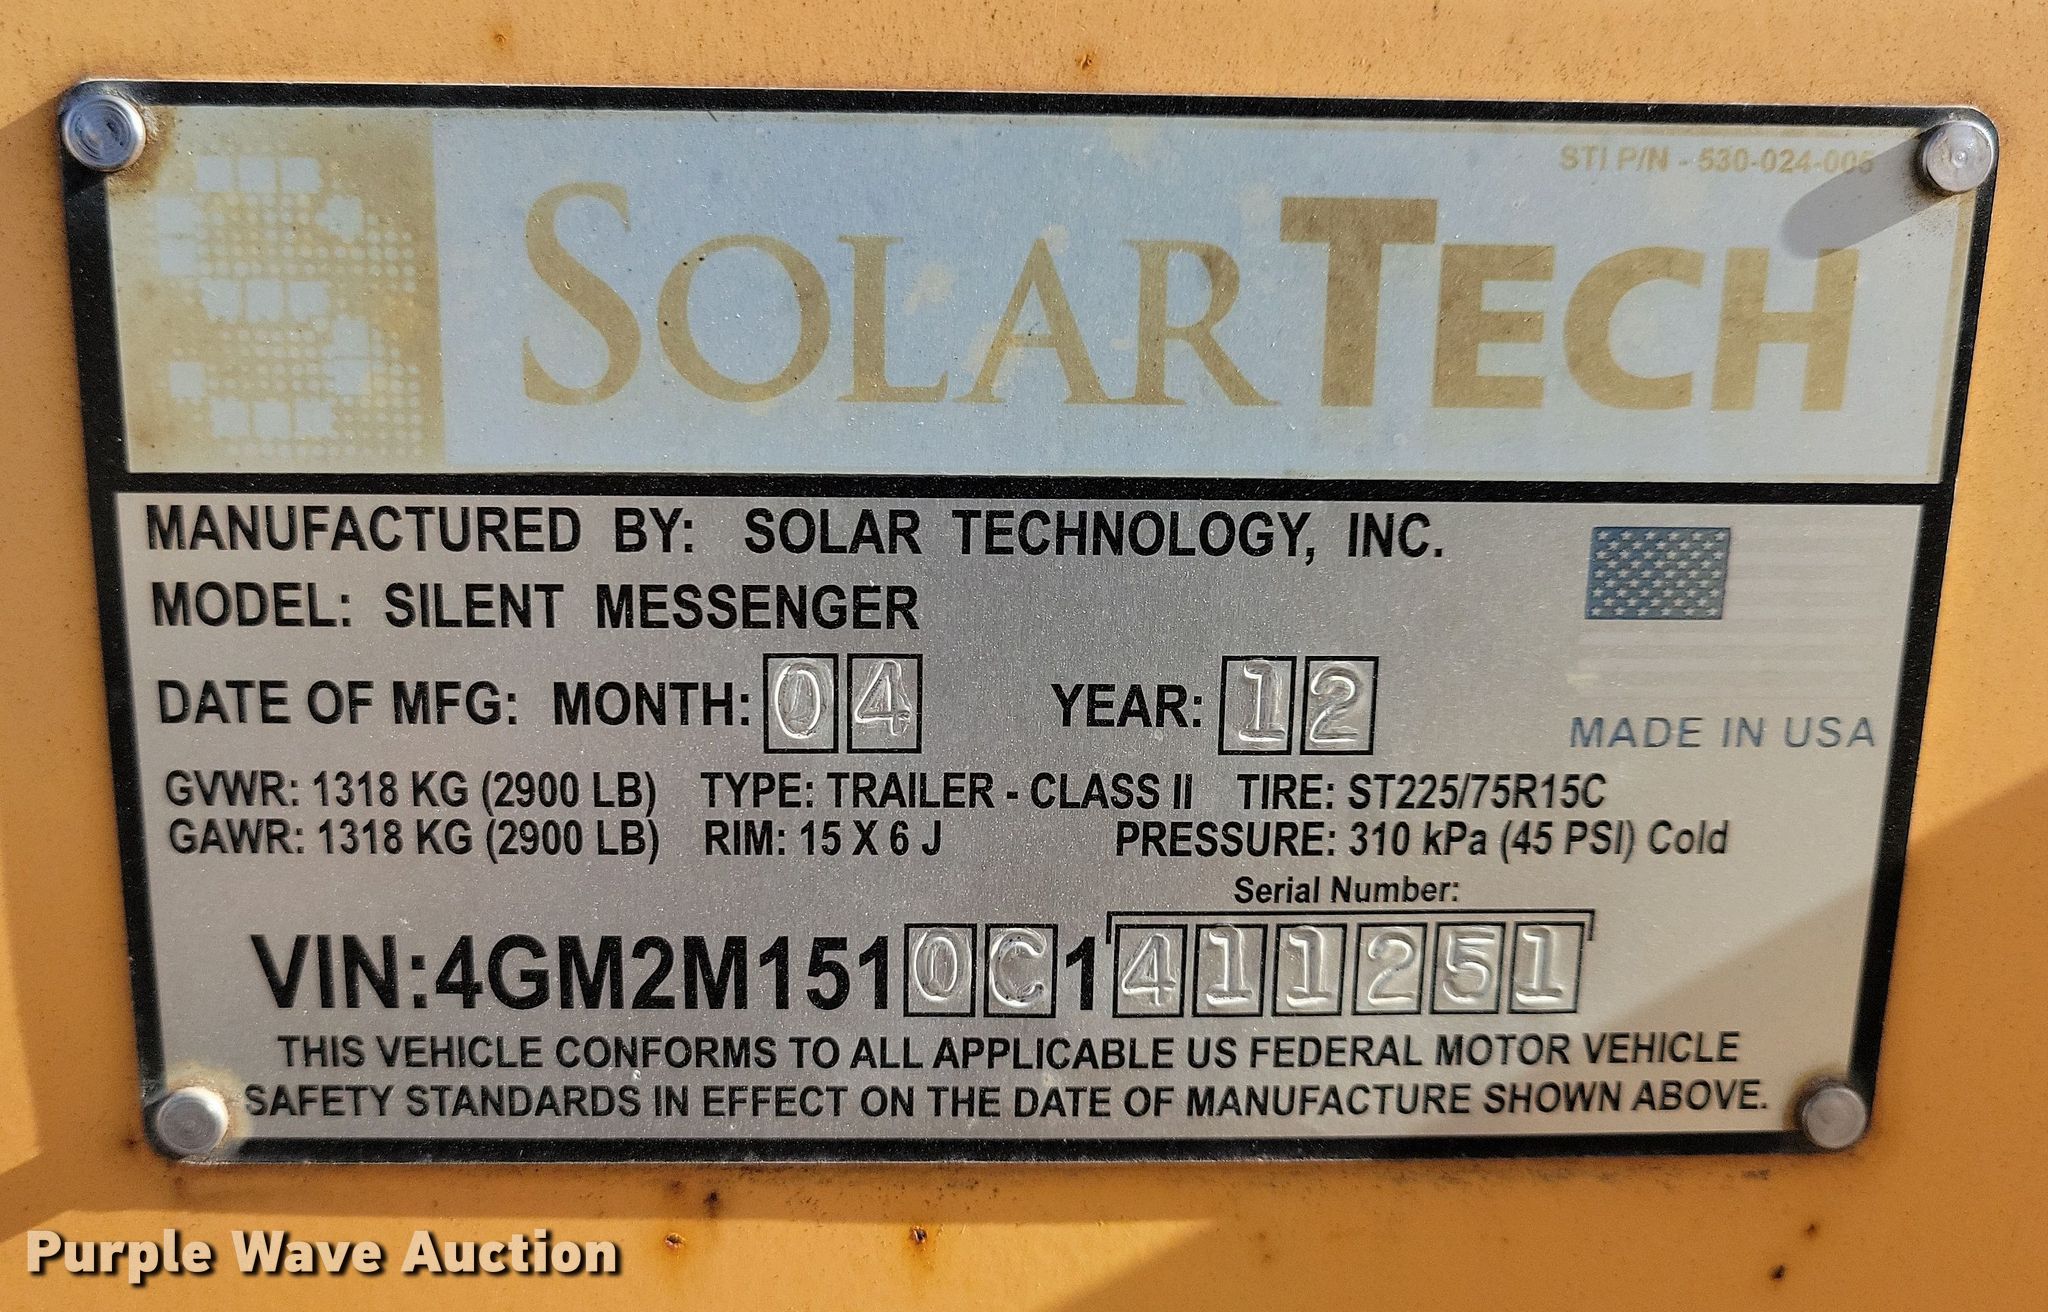 STI P/N - 530-024-005
SOLARTECH
MANUFACTURED BY: SOLAR TECHNOLOGY, INC.
MODEL: SILENT MESSENGER
DATE OF MFG: MONTH: 04 YEAR: 12
MADE IN USA
GVWR: 1318 KG (2900 LB) TYPE: TRAILER - CLASS II TIRE: ST225/75R15C
GAWR: 1318 KG (2900 LB) RIM: 15 X 6 J PRESSURE: 310 kPa (45 PSI) Cold
Serial Number:
VIN:4GM2M1510C1411251
THIS VEHICLE CONFORMS TO ALL APPLICABLE US FEDERAL MOTOR VEHICLE
SAFETY STANDARDS IN EFFECT ON THE DATE OF MANUFACTURE SHOWN ABOVE.
Purple Wave Auction